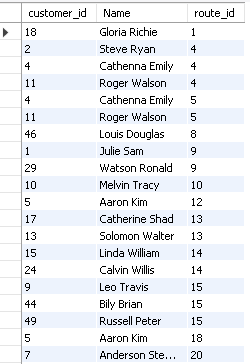 customer_id Name route_id
18 Gloria Richie 1
2 Steve Ryan 4
4 Cathenna Emily 4
11 Roger Walson 4
4 Cathenna Emily 5
11 Roger Walson 5
46 Louis Douglas 8
1 Julie Sam 9
29 Watson Ronald 9
10 Melvin Tracy 10
5 Aaron Kim 12
17 Catherine Shad 13
13 Solomon Walter 13
15 Linda William 14
24 Calvin Willis 14
9 Leo Travis 15
44 Bily Brian 15
49 Russell Peter 15
5 Aaron Kim 18
7 Anderson Ste... 20